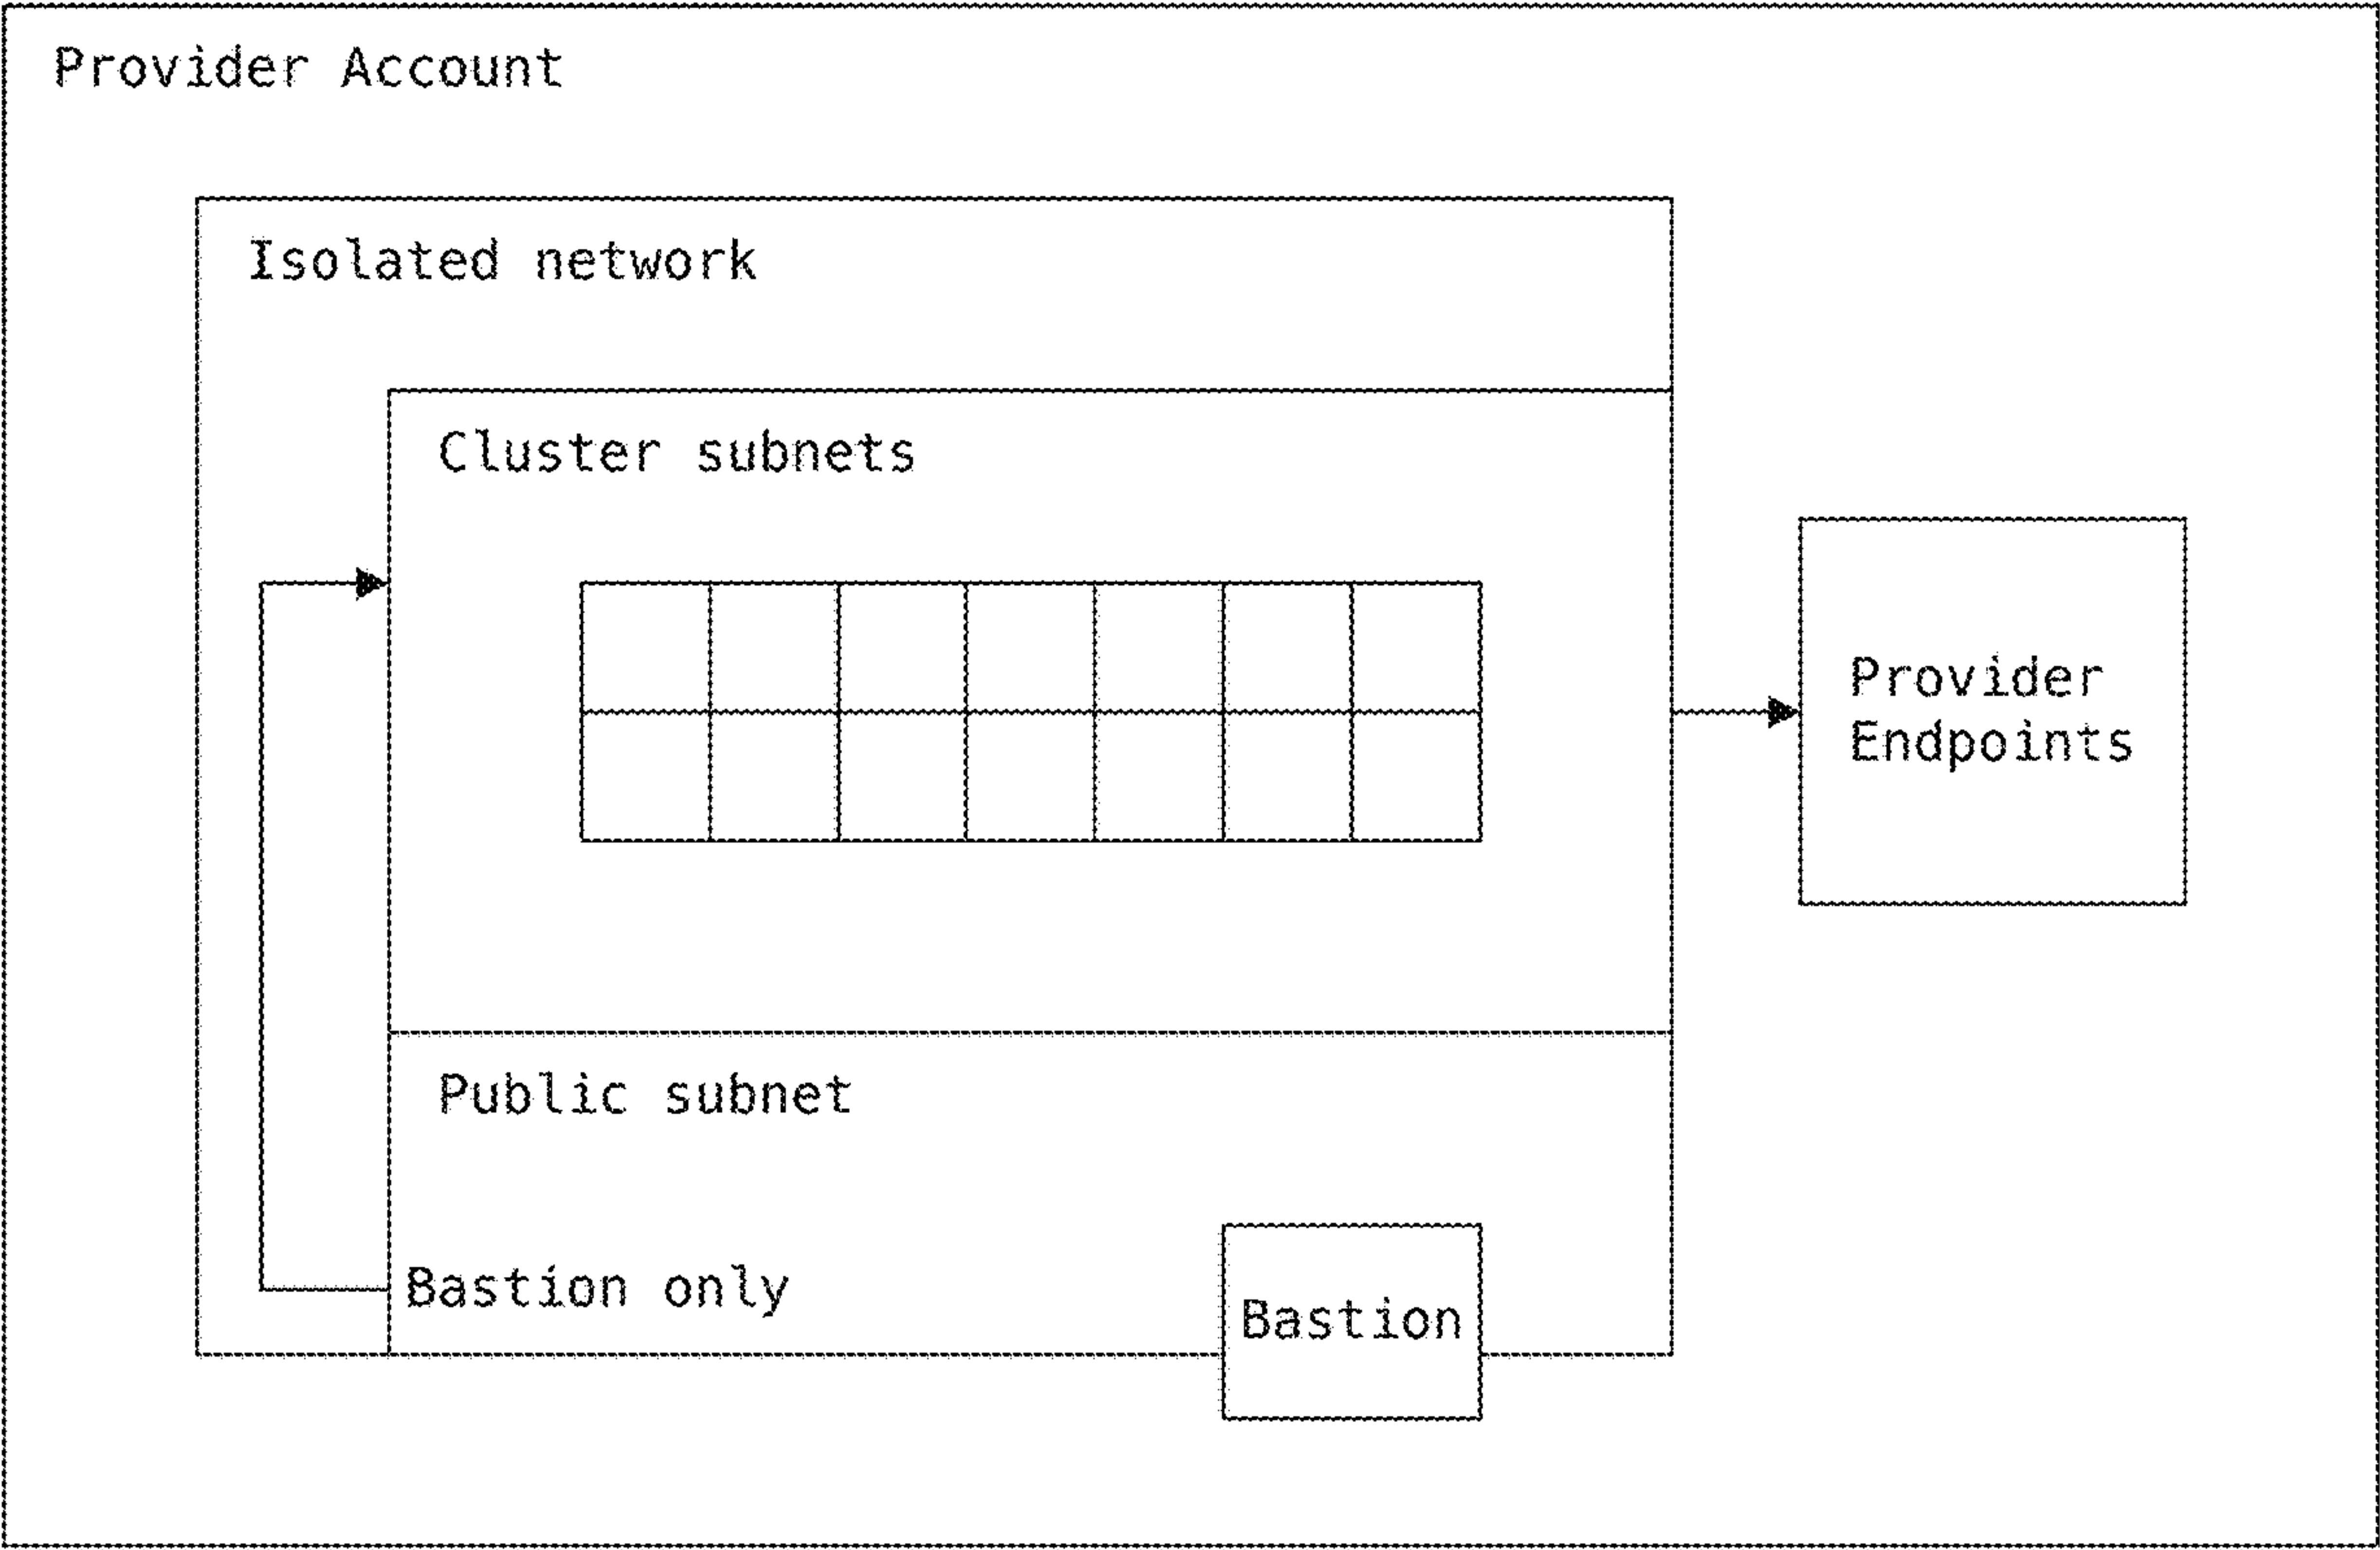 Provider Account
Isolated network
Cluster subnets
Provider
Endpoints
Public subnet
Bastion only
Bastion